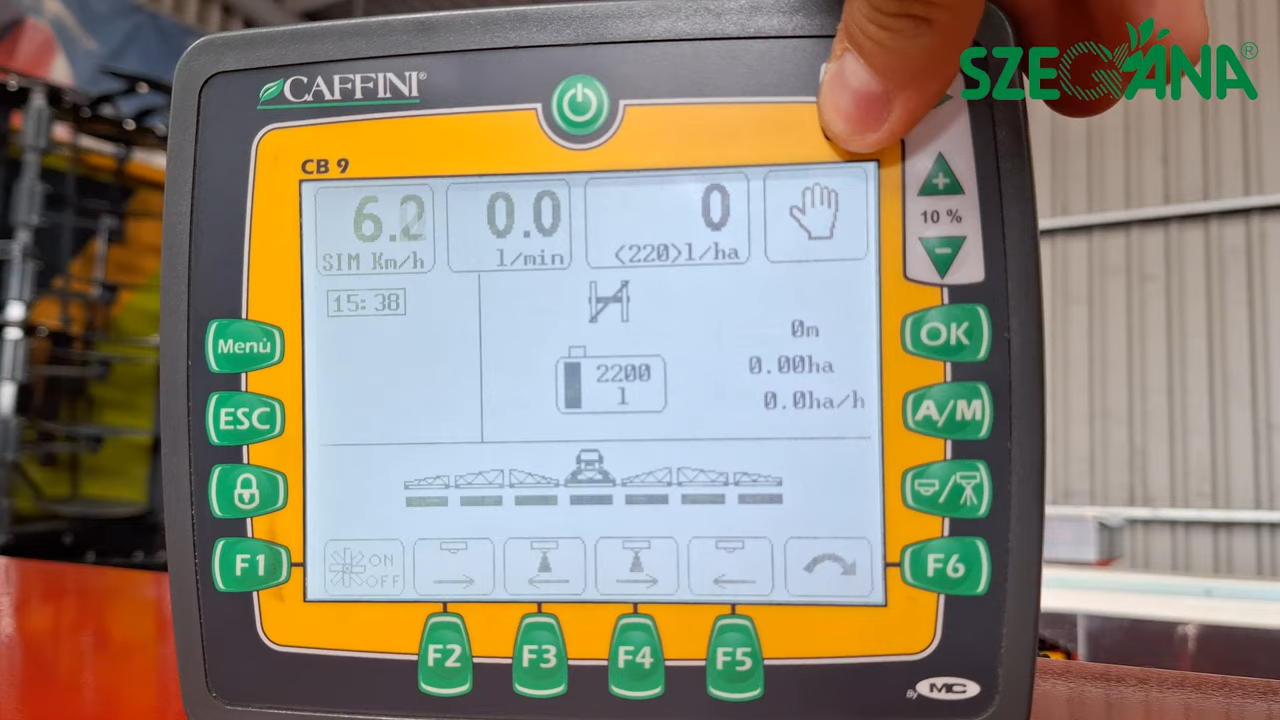 SZEGANA®
CAFFINI®
CB 9
6.2
SIM Km/h
0.0
l/min
0
(220)l/ha
+
10 %
-
15:38
0m
2200
l
0.00ha
0.0ha/h
Menù
OK
ESC
A/M
F1
ON
OFF
F6
F2
F3
F4
F5
By MC